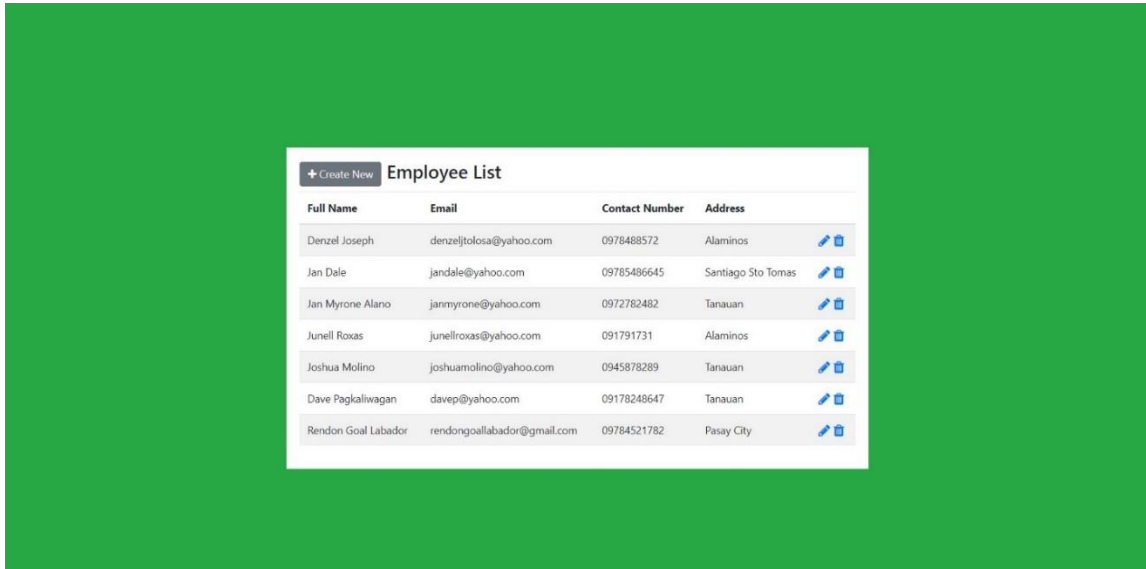 + Create New Employee List
Full Name Email Contact Number Address
Denzel Joseph denzeljtolosa@yahoo.com 0978488572 Alaminos
Jan Dale jandale@yahoo.com 09785486645 Santiago Sto Tomas
Jan Myrone Alano janmyrone@yahoo.com 0972782482 Tanauan
Junell Roxas junellroxas@yahoo.com 091791731 Alaminos
Joshua Molino joshuamolino@yahoo.com 0945878289 Tanauan
Dave Pagkaliwagan davep@yahoo.com 09178248647 Tanauan
Rendon Goal Labador rendongoallabador@gmail.com 09784521782 Pasay City